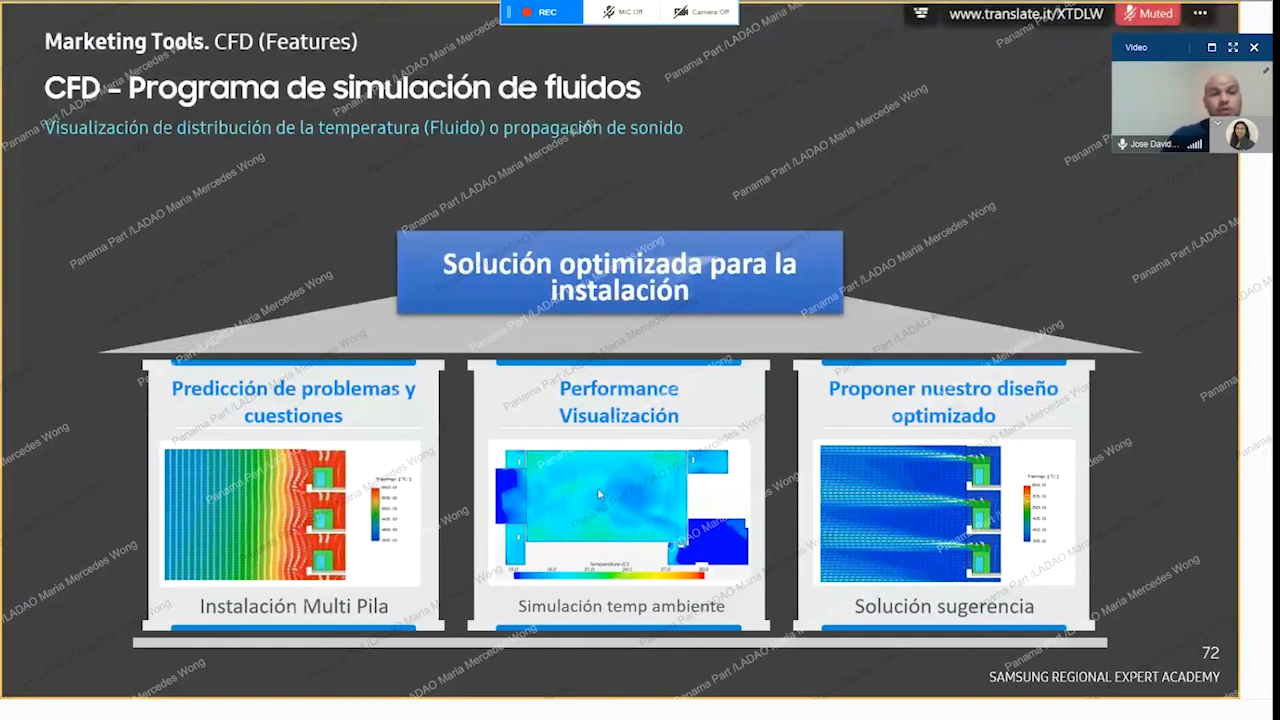 REC
MIC Off
Camera Off
www.translate.it/XTDLW
Muted
Marketing Tools. CFD (Features)
CFD – Programa de simulación de fluidos
Visualización de distribución de la temperatura (Fluido) o propagación de sonido
Video
Jose David...
Solución optimizada para la
instalación
Predicción de problemas y
cuestiones
Temp.[°C]
Instalación Multi Pila
Performance
Visualización
Temperature (C)
Simulación temp ambiente
Proponer nuestro diseño
optimizado
Temp.[°C]
Solución sugerencia
72
SAMSUNG REGIONAL EXPERT ACADEMY
Panama Part /LADAO Maria Mercedes Wong